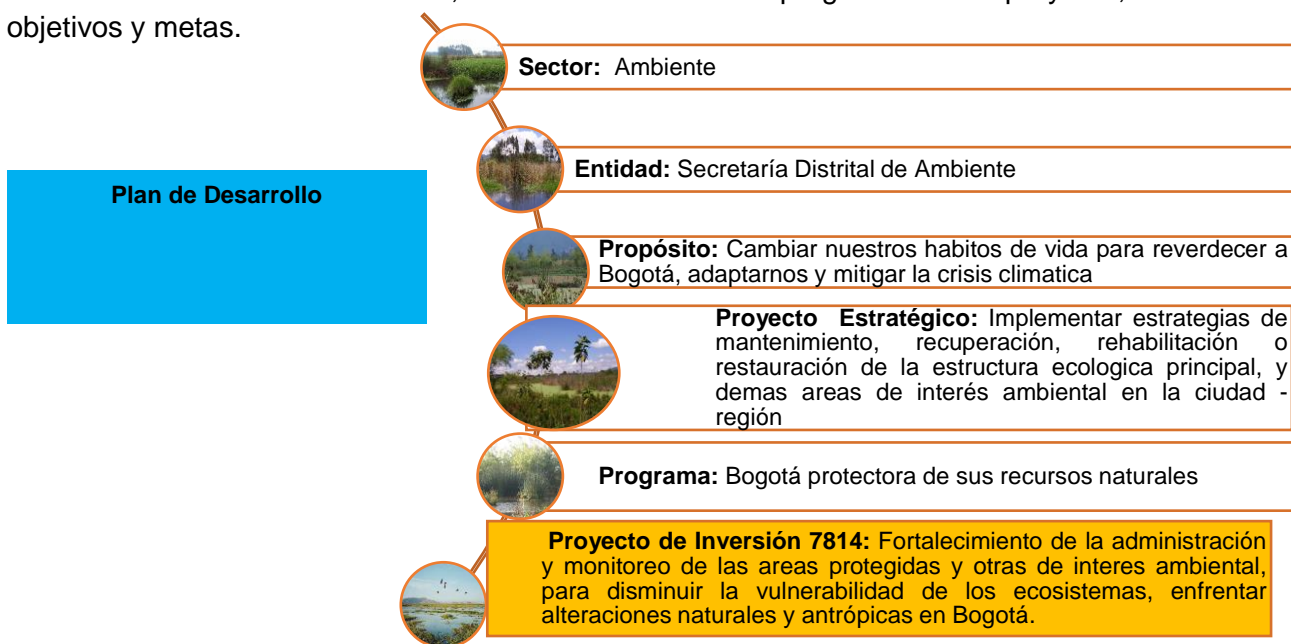 objetivos y metas.
Sector: Ambiente
Entidad: Secretaría Distrital de Ambiente
Plan de Desarrollo
Propósito: Cambiar nuestros habitos de vida para reverdecer a
Bogotá, adaptarnos y mitigar la crisis climatica
Proyecto Estratégico: Implementar estrategias de
mantenimiento, recuperación, rehabilitación o
restauración de la estructura ecologica principal, y
demas areas de interés ambiental en la ciudad -
región
Programa: Bogotá protectora de sus recursos naturales
Proyecto de Inversión 7814: Fortalecimiento de la administración
y monitoreo de las areas protegidas y otras de interes ambiental,
para disminuir la vulnerabilidad de los ecosistemas, enfrentar
alteraciones naturales y antrópicas en Bogotá.